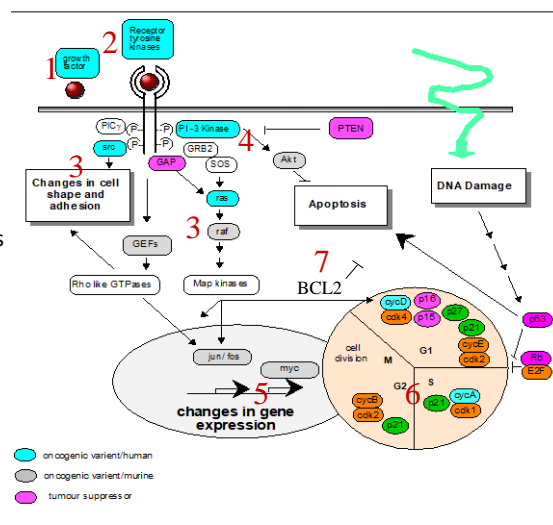 Receptor
tyrosine
kinases
2
1
growth
factor
PIC γ
P
P
PI-3 Kinase
PTEN
src
P
P
GRB2
4
GAP
SOS
Akt
3
Changes in cell
shape and
adhesion
ras
Apoptosis
DNA Damage
s
GEFs
3
raf
7
BCL2
Rho like GTPases
Map kinases
cycD
cdk4
p16
p15
p27
p21
p53
cycE
cdk2
Rb
E2F
cell
division
M
G1
jun/ fos
myc
5
changes in gene
expression
G2
S
6
cycB
cdk2
p21
p21
cycA
cdk1
oncogenic varient/human
oncogenic varient/murine
tumour suppressor